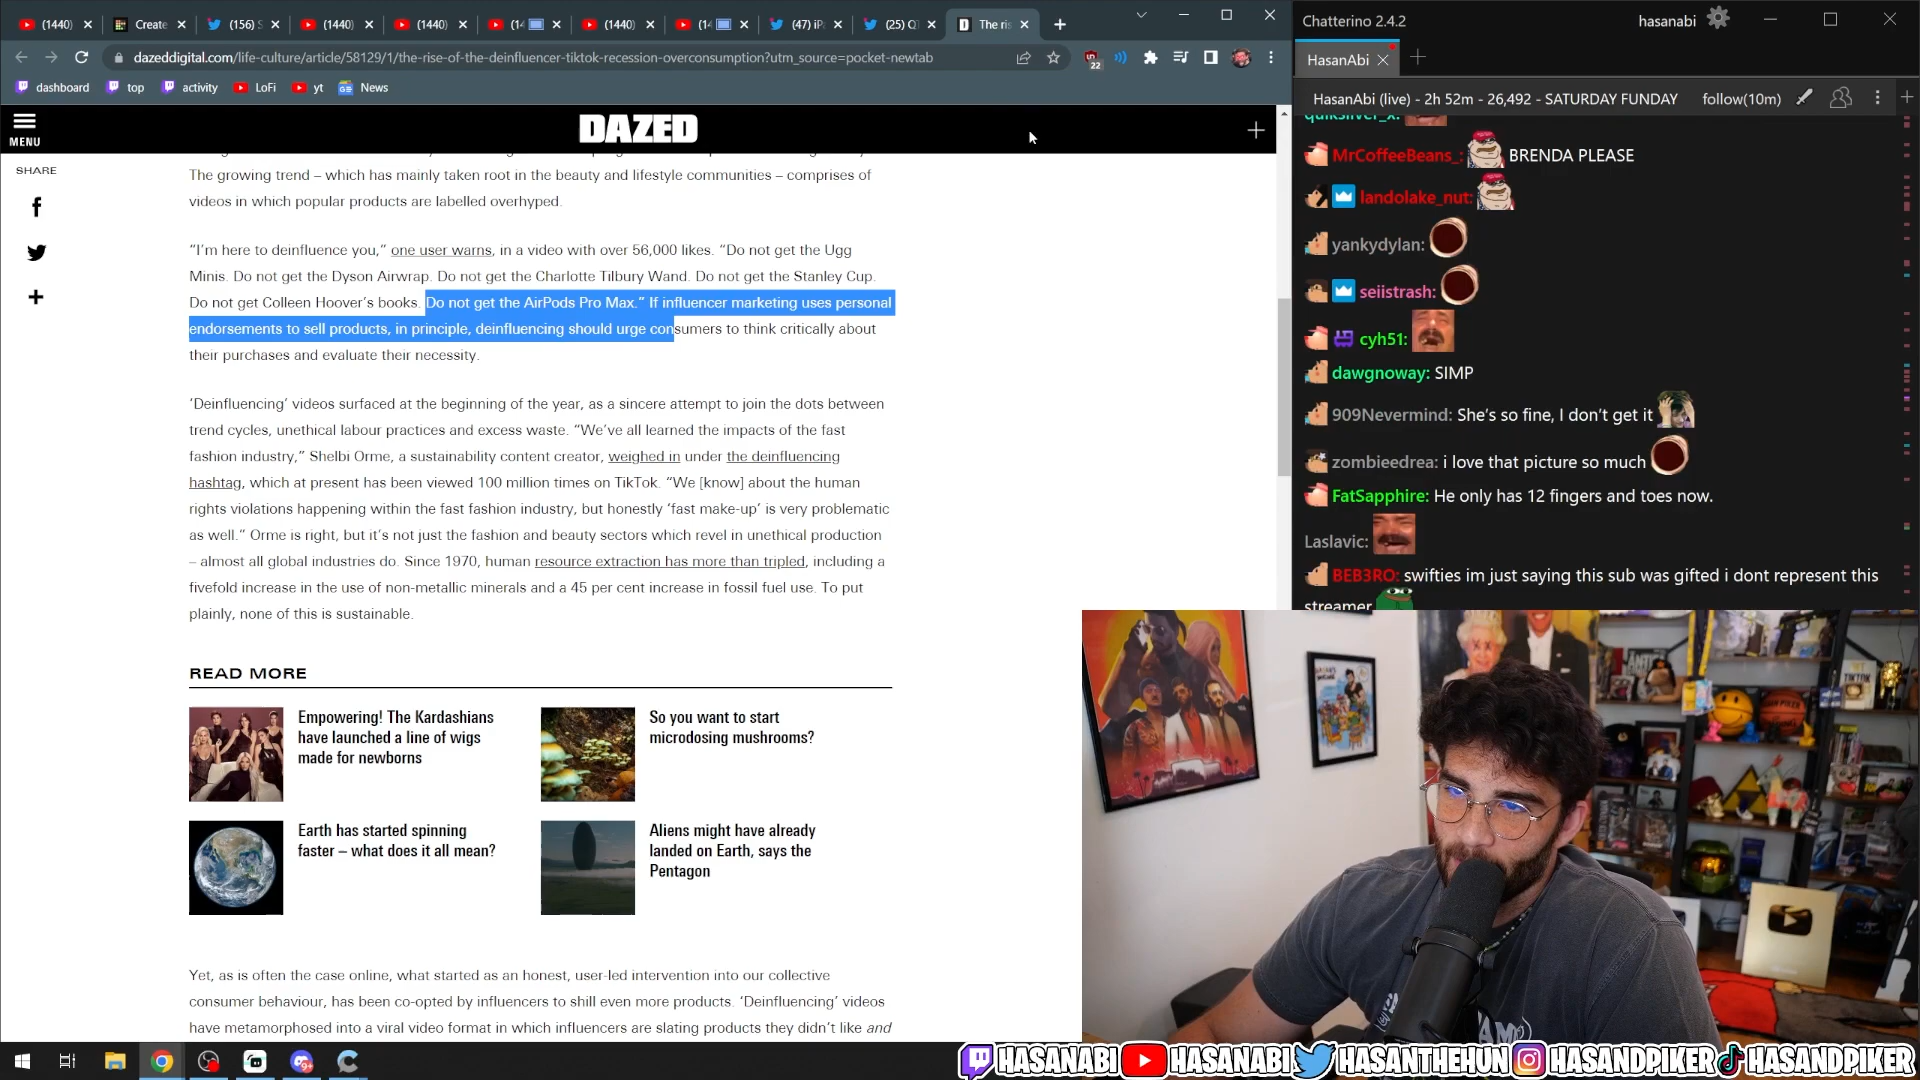 (1440)
Create
(156) S
(1440)
(1440)
(14
(1440)
(14
(47) iP
(25) Q
The ris
dazeddigital.com/life-culture/article/58129/1/the-rise-of-the-deinfluencer-tiktok-recession-overconsumption?utm_source=pocket-newtab
22
dashboard
top
activity
LoFi
yt
News
MENU
DAZED
SHARE
The growing trend – which has mainly taken root in the beauty and lifestyle communities – comprises of
videos in which popular products are labelled overhyped.
“I’m here to deinfluence you,” one user warns, in a video with over 56,000 likes. “Do not get the Ugg
Minis. Do not get the Dyson Airwrap. Do not get the Charlotte Tilbury Wand. Do not get the Stanley Cup.
Do not get Colleen Hoover’s books. Do not get the AirPods Pro Max.” If influencer marketing uses personal
endorsements to sell products, in principle, deinfluencing should urge consumers to think critically about
their purchases and evaluate their necessity.
‘Deinfluencing’ videos surfaced at the beginning of the year, as a sincere attempt to join the dots between
trend cycles, unethical labour practices and excess waste. “We’ve all learned the impacts of the fast
fashion industry,” Shelbi Orme, a sustainability content creator, weighed in under the deinfluencing
hashtag, which at present has been viewed 100 million times on TikTok. “We [know] about the human
rights violations happening within the fast fashion industry, but honestly ‘fast make-up’ is very problematic
as well.” Orme is right, but it’s not just the fashion and beauty sectors which revel in unethical production
– almost all global industries do. Since 1970, human resource extraction has more than tripled, including a
fivefold increase in the use of non-metallic minerals and a 45 per cent increase in fossil fuel use. To put
plainly, none of this is sustainable.
READ MORE
Empowering! The Kardashians
have launched a line of wigs
made for newborns
So you want to start
microdosing mushrooms?
Earth has started spinning
faster – what does it all mean?
Aliens might have already
landed on Earth, says the
Pentagon
Yet, as is often the case online, what started as an honest, user-led intervention into our collective
consumer behaviour, has been co-opted by influencers to shill even more products. ‘Deinfluencing’ videos
have metamorphosed into a viral video format in which influencers are slating products they didn’t like and
Chatterino 2.4.2
hasanabi
HasanAbi
HasanAbi (live) - 2h 52m - 26,492 - SATURDAY FUNDAY
follow(10m)
quiksilver_x:
MrCoffeeBeans_: BRENDA PLEASE
landolake_nut:
yankydylan:
seiistrash:
cyh51:
dawgnoway: SIMP
909Nevermind: She’s so fine, I don’t get it
zombieedrea: i love that picture so much
FatSapphire: He only has 12 fingers and toes now.
Laslavic:
BEB3RO: swifties im just saying this sub was gifted i dont represent this
streamer
HASANABI
HASANABI
HASANTHEHUN
HASANDPIKER
HASANDPIKER